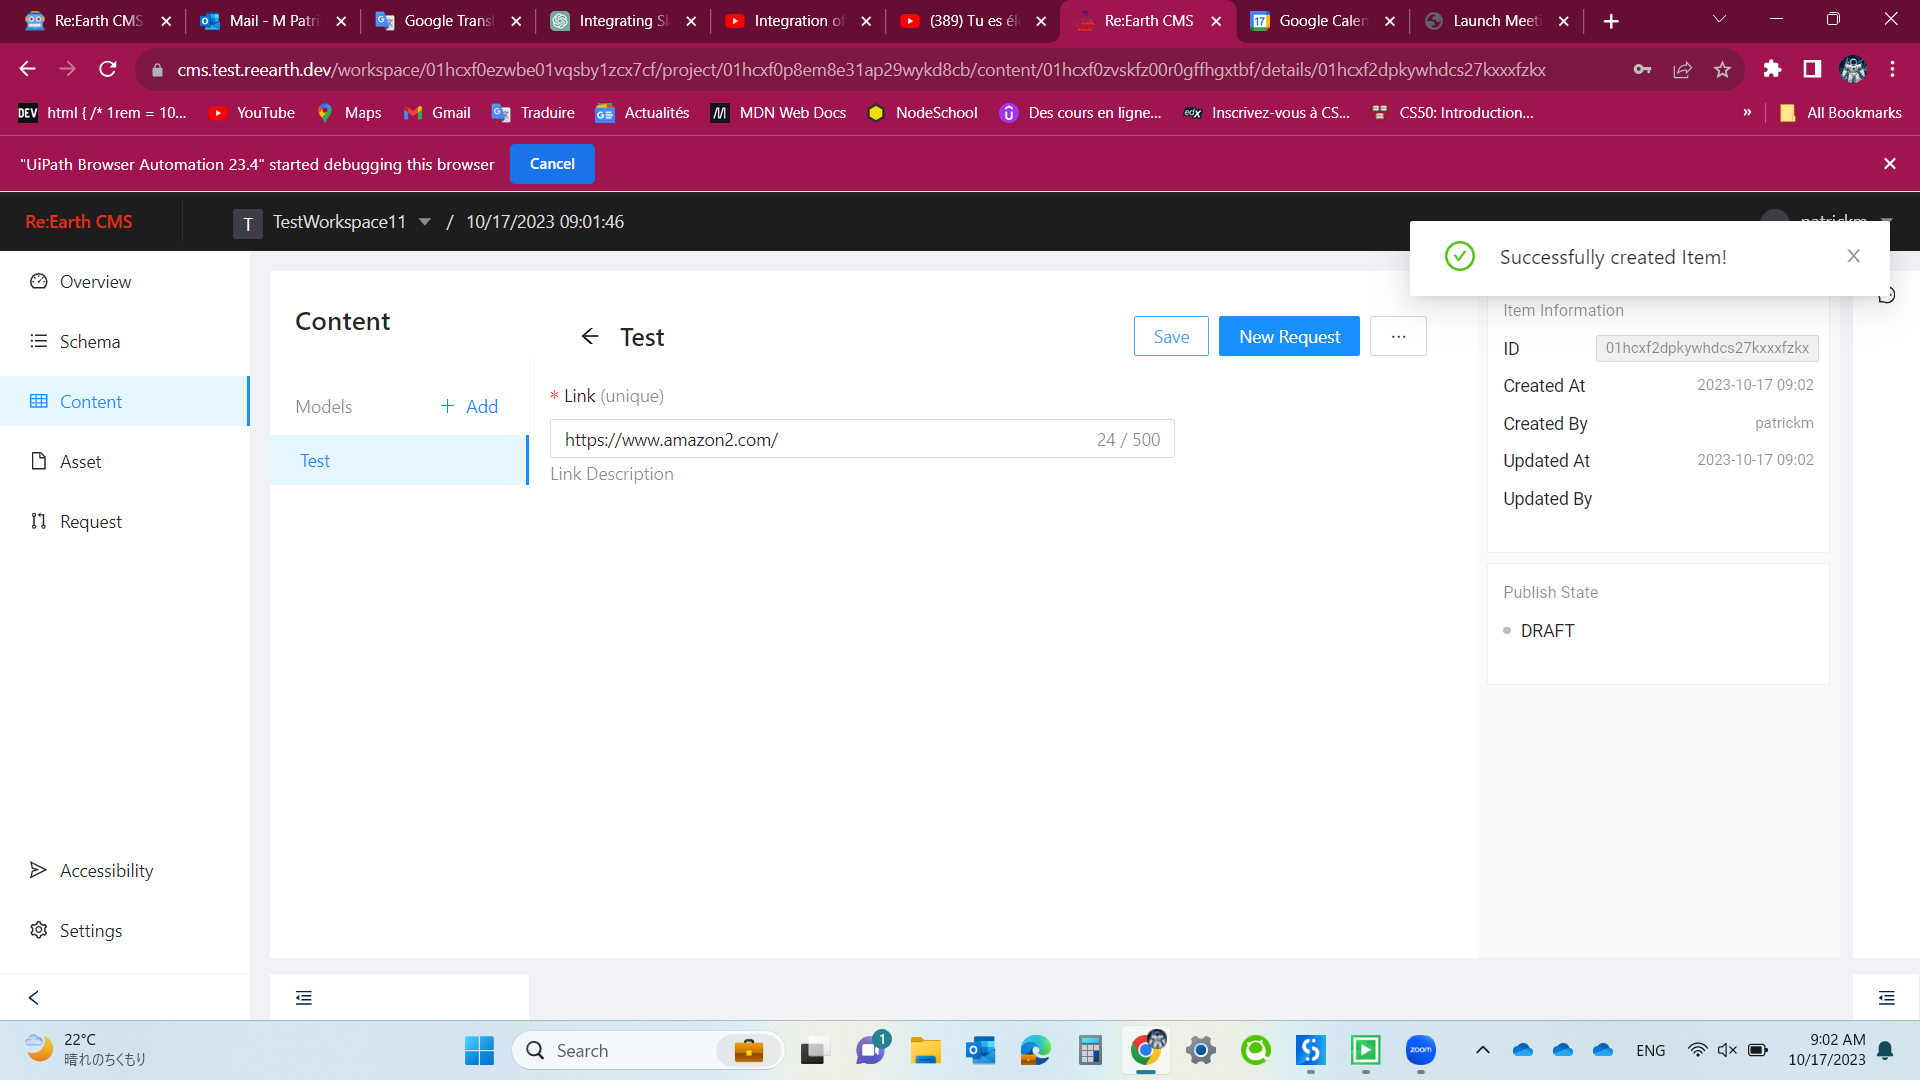 Re:Earth CMS
Mail - M Patri
Google Transl
Integrating Sl
Integration of
(389) Tu es éle
Re:Earth CMS
Google Calen
Launch Meeti
cms.test.reearth.dev/workspace/01hcxf0ezwbe01vqsby1zcx7cf/project/01hcxf0p8em8e31ap29wykd8cb/content/01hcxf0zvskfz00r0gffhgxtbf/details/01hcxf2dpkywhdcs27kxxxfzkx
DEV html { /* 1rem = 10...
YouTube
Maps
Gmail
Traduire
Actualités
MDN Web Docs
NodeSchool
Des cours en ligne...
edX Inscrivez-vous à CS...
CS50: Introduction...
»
All Bookmarks
"UiPath Browser Automation 23.4" started debugging this browser
Cancel
Re:Earth CMS
T TestWorkspace11 / 10/17/2023 09:01:46
Successfully created Item!
Overview
Schema
Content
Asset
Request
Accessibility
Settings
Content
Models
+ Add
Test
Test
Save
New Request
...
* Link (unique)
https://www.amazon2.com/
24 / 500
Link Description
Item Information
ID 01hcxf2dpkywhdcs27kxxxfzkx
Created At 2023-10-17 09:02
Created By patrickm
Updated At 2023-10-17 09:02
Updated By
Publish State
DRAFT
22°C
晴れのちくもり
Search
1
zoom
ENG
9:02 AM
10/17/2023